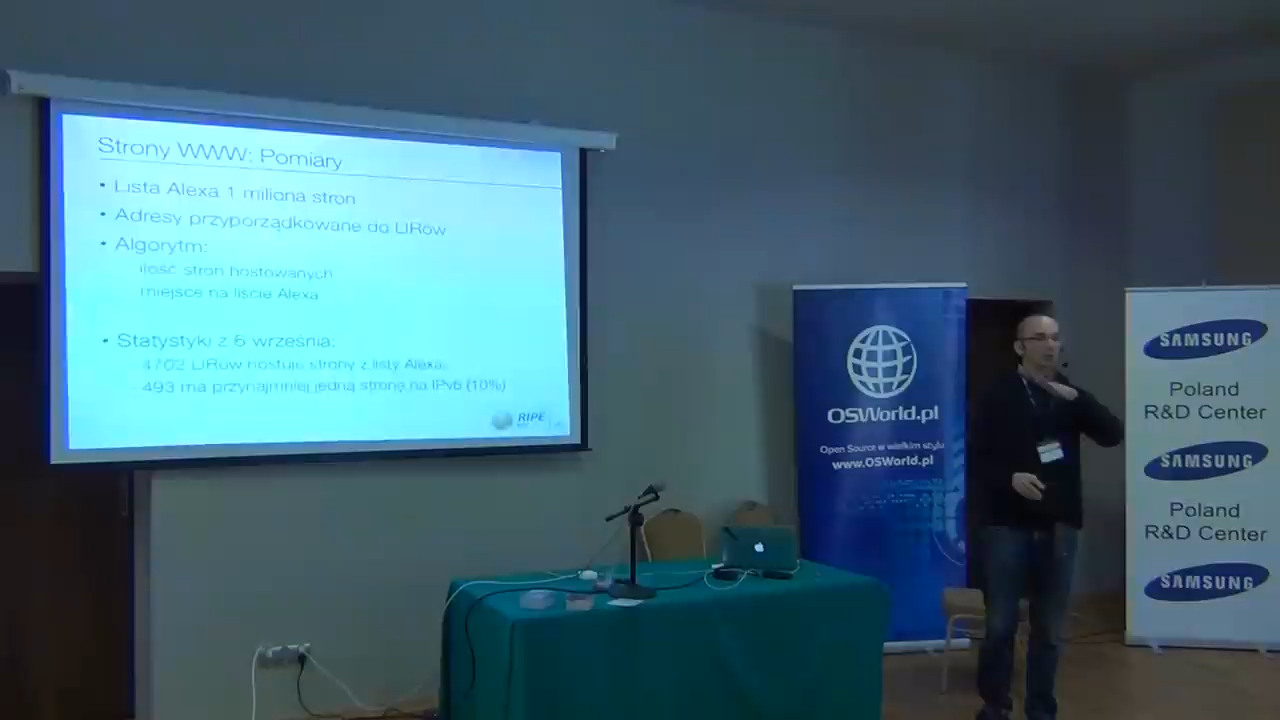 Strony WWW: Pomiary
• Lista Alexa 1 miliona stron
• Adresy przyporządkowane do LIRów
• Algorytm:
ilość stron hostowanych
miejsce na liście Alexa
• Statystyki z 6 września:
4702 LIRów hostuje strony z listy Alexa:
493 ma przynajmniej jedną stronę na IPv6 (10%)
RIPE
OSWorld.pl
Open Source w wielkim stylu
www.OSWorld.pl
SAMSUNG
Poland
R&D Center
SAMSUNG
Poland
R&D Center
SAMSUNG